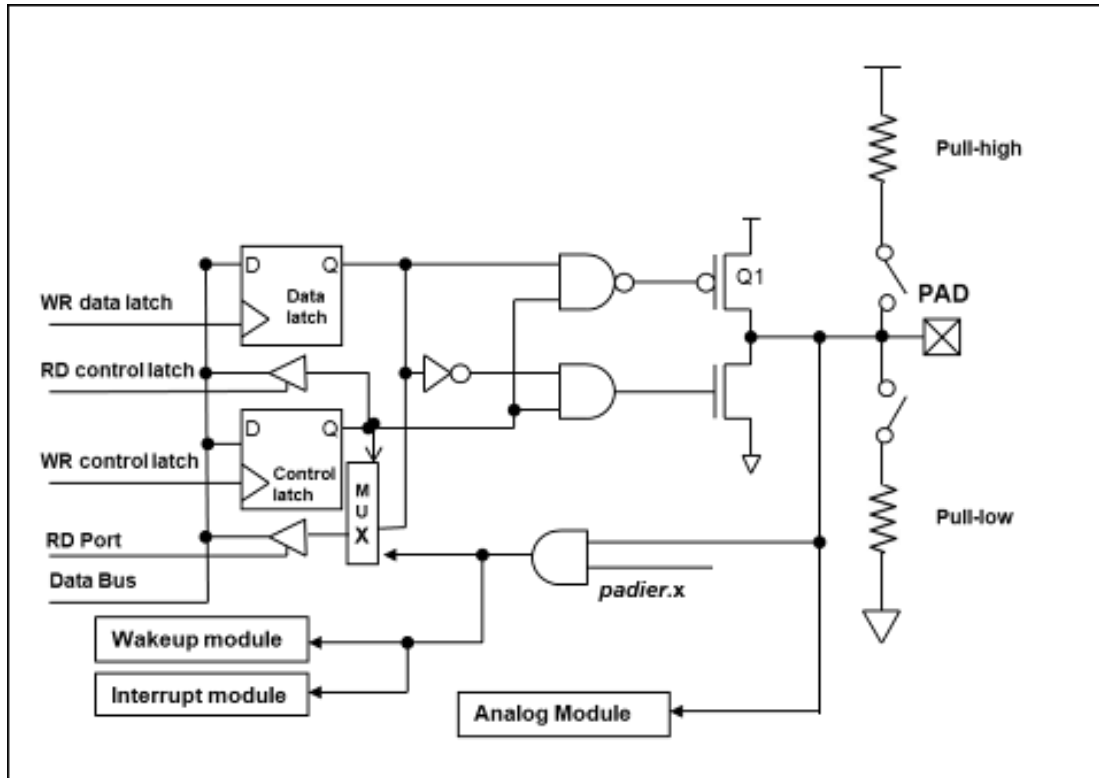 Pull-high
D
Q
Q1
Data
latch
WR data latch
PAD
RD control latch
D
Q
WR control latch
Control
latch
M
U
X
Pull-low
RD Port
padier.x
Data Bus
Wakeup module
Interrupt module
Analog Module